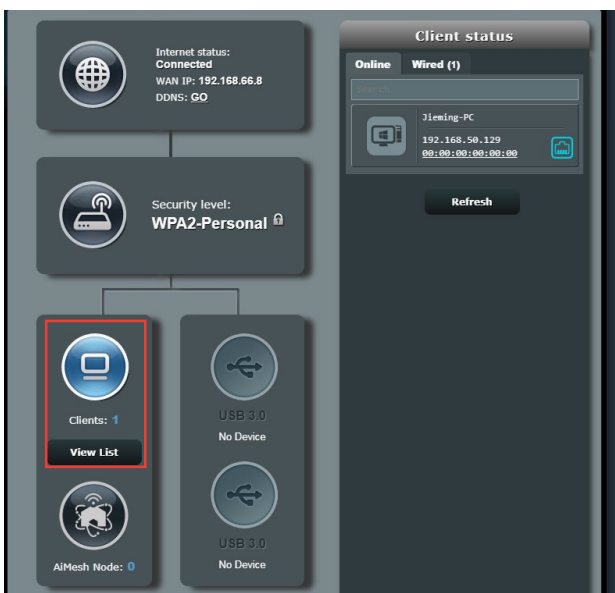 Internet status:
Connected
WAN IP: 192.168.66.8
DDNS: GO
Security level:
WPA2-Personal
Clients: 1
View List
AiMesh Node: 0
USB 3.0
No Device
USB 3.0
No Device
Client status
Online Wired (1)
Search
Jieming-PC
192.168.50.129
00:00:00:00:00:00
Refresh